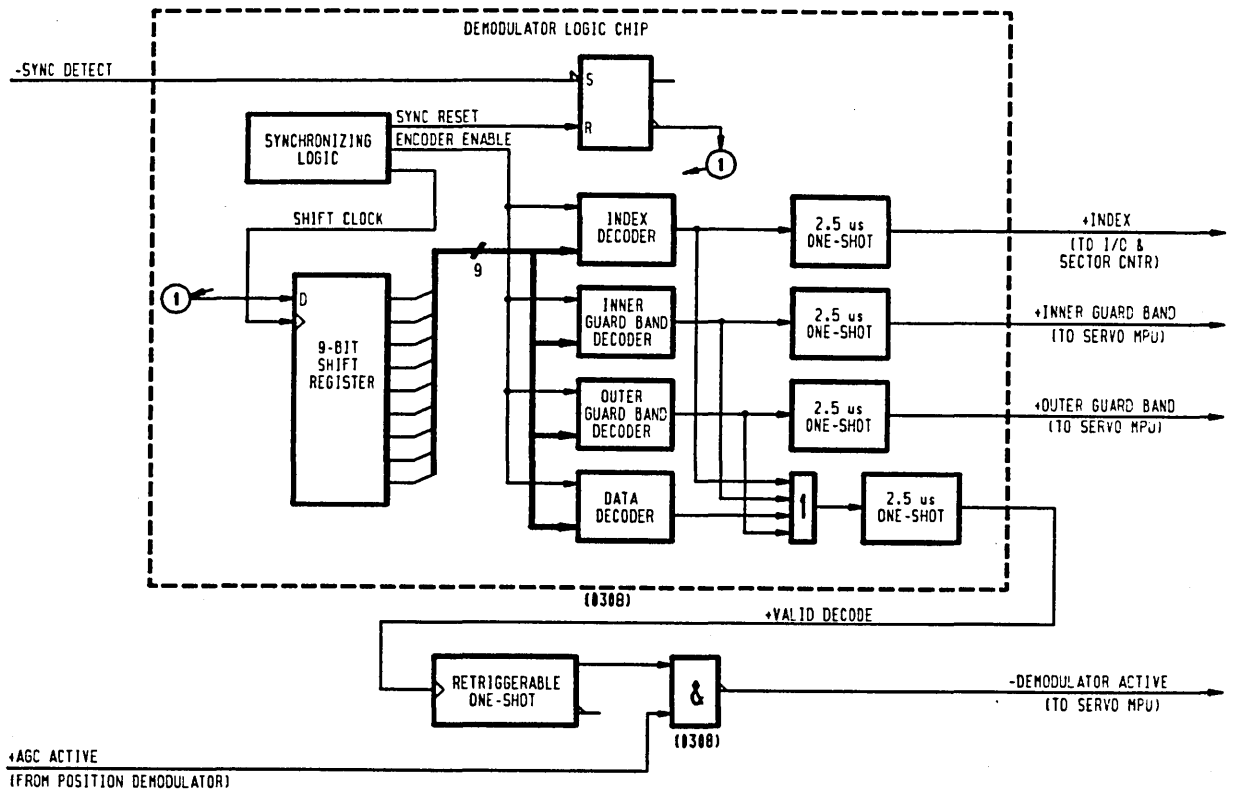 DEMODULATOR LOGIC CHIP
-SYNC DETECT
S
R
SYNC RESET
ENCODER ENABLE
SYNCHRONIZING
LOGIC
1
SHIFT CLOCK
9
INDEX
DECODER
2.5 us
ONE-SHOT
+INDEX
(TO I/C &
SECTOR CNTR)
1
D
9-BIT
SHIFT
REGISTER
INNER
GUARD BAND
DECODER
2.5 us
ONE-SHOT
+INNER GUARD BAND
(TO SERVO MPU)
OUTER
GUARD BAND
DECODER
2.5 us
ONE-SHOT
+OUTER GUARD BAND
(TO SERVO MPU)
DATA
DECODER
1
2.5 us
ONE-SHOT
(030B)
+VALID DECODE
RETRIGGERABLE
ONE-SHOT
&
(030B)
-DEMODULATOR ACTIVE
(TO SERVO MPU)
+AGC ACTIVE
(FROM POSITION DEMODULATOR)